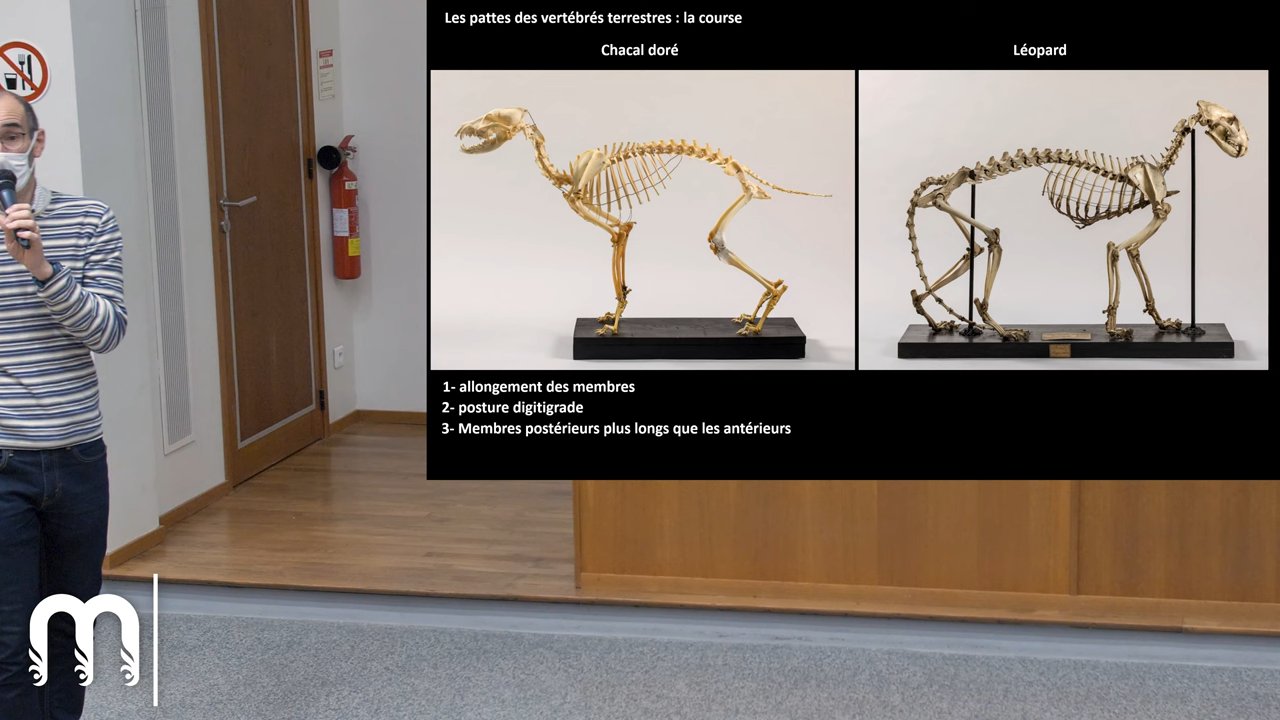 Les pattes des vertébrés terrestres : la course
Chacal doré
Léopard
1- allongement des membres
2- posture digitigrade
3- Membres postérieurs plus longs que les antérieurs
m